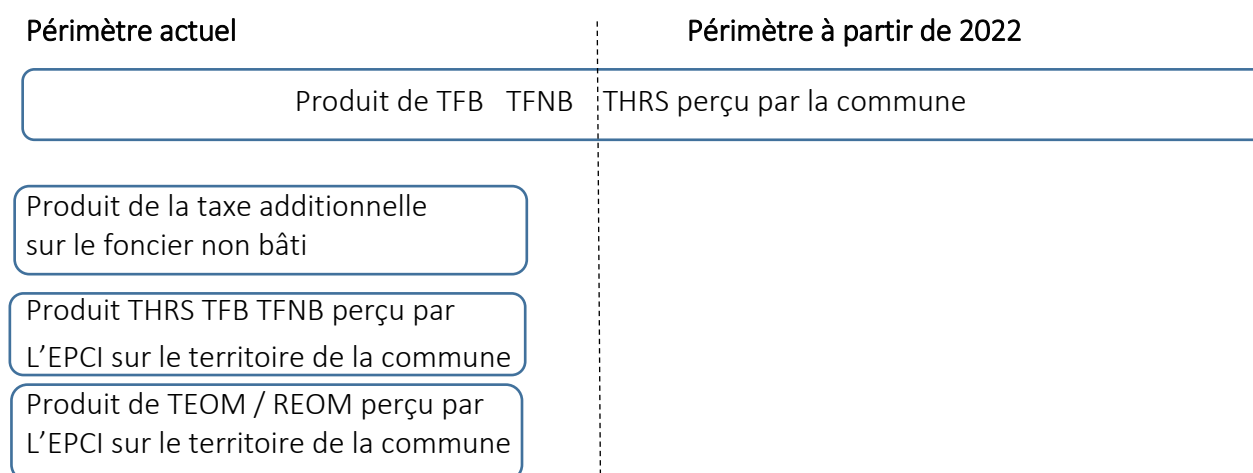 Périmètre actuel
Périmètre à partir de 2022
Produit de TFB TFNB THRS perçu par la commune
Produit de la taxe additionnelle
sur le foncier non bâti
Produit THRS TFB TFNB perçu par
L’EPCI sur le territoire de la commune
Produit de TEOM / REOM perçu par
L’EPCI sur le territoire de la commune